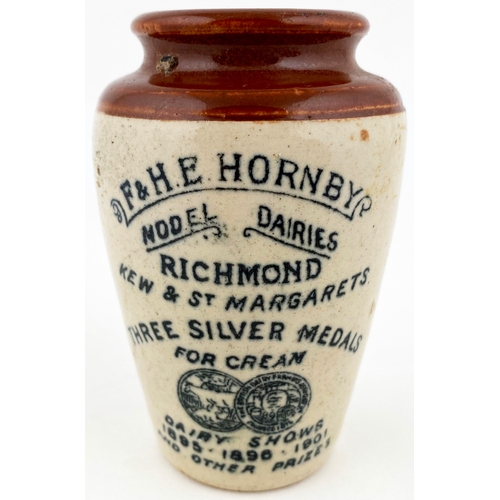 F & H.E HORNBY
MODEL DAIRIES
RICHMOND
KEW & ST MARGARETS.
THREE SILVER MEDALS
FOR CREAM
DAIRY SHOWS
1895 · 1896 · 1901
AND OTHER PRIZES